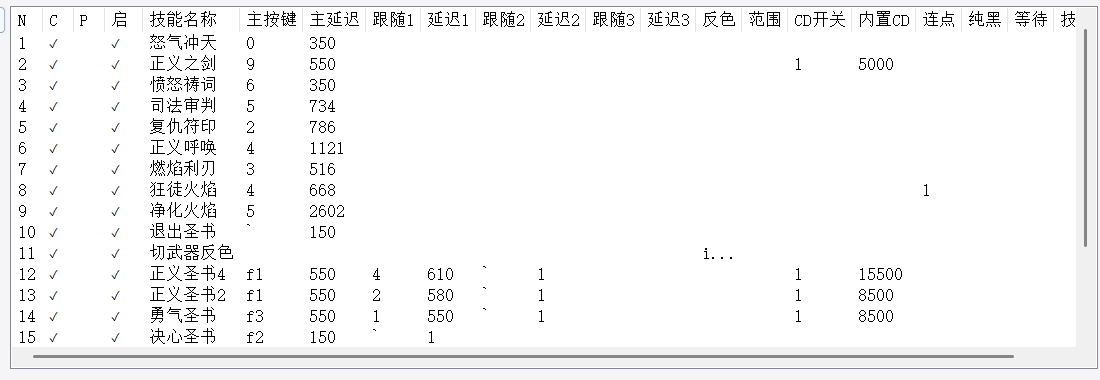 N C P 启 技能名称 主按键 主延迟 跟随1 延迟1 跟随2 延迟2 跟随3 延迟3 反色 范围 CD开关 内置CD 连点 纯黑 等待 技
1 ✓ ✓ 怒气冲天 0 350
2 ✓ ✓ 正义之剑 9 550 1 5000
3 ✓ ✓ 愤怒祷词 6 350
4 ✓ ✓ 司法审判 5 734
5 ✓ ✓ 复仇符印 2 786
6 ✓ ✓ 正义呼唤 4 1121
7 ✓ ✓ 燃焰利刃 3 516
8 ✓ ✓ 狂徒火焰 4 668 1
9 ✓ ✓ 净化火焰 5 2602
10 ✓ ✓ 退出圣书 ` 150
11 ✓ ✓ 切武器反色 i...
12 ✓ ✓ 正义圣书4 f1 550 4 610 ` 1 1 15500
13 ✓ ✓ 正义圣书2 f1 550 2 580 ` 1 1 8500
14 ✓ ✓ 勇气圣书 f3 550 1 550 ` 1 1 8500
15 ✓ ✓ 决心圣书 f2 150 ` 1